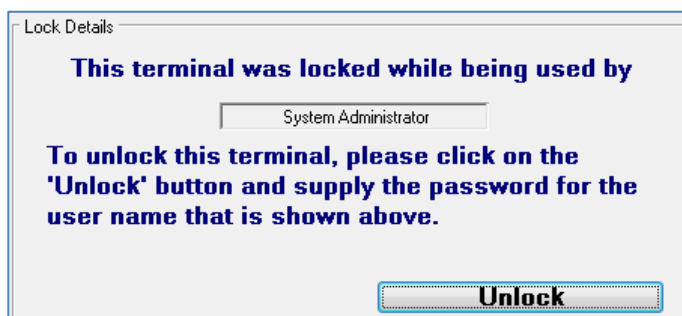 Lock Details
This terminal was locked while being used by
System Administrator
To unlock this terminal, please click on the
'Unlock' button and supply the password for the
user name that is shown above.
Unlock